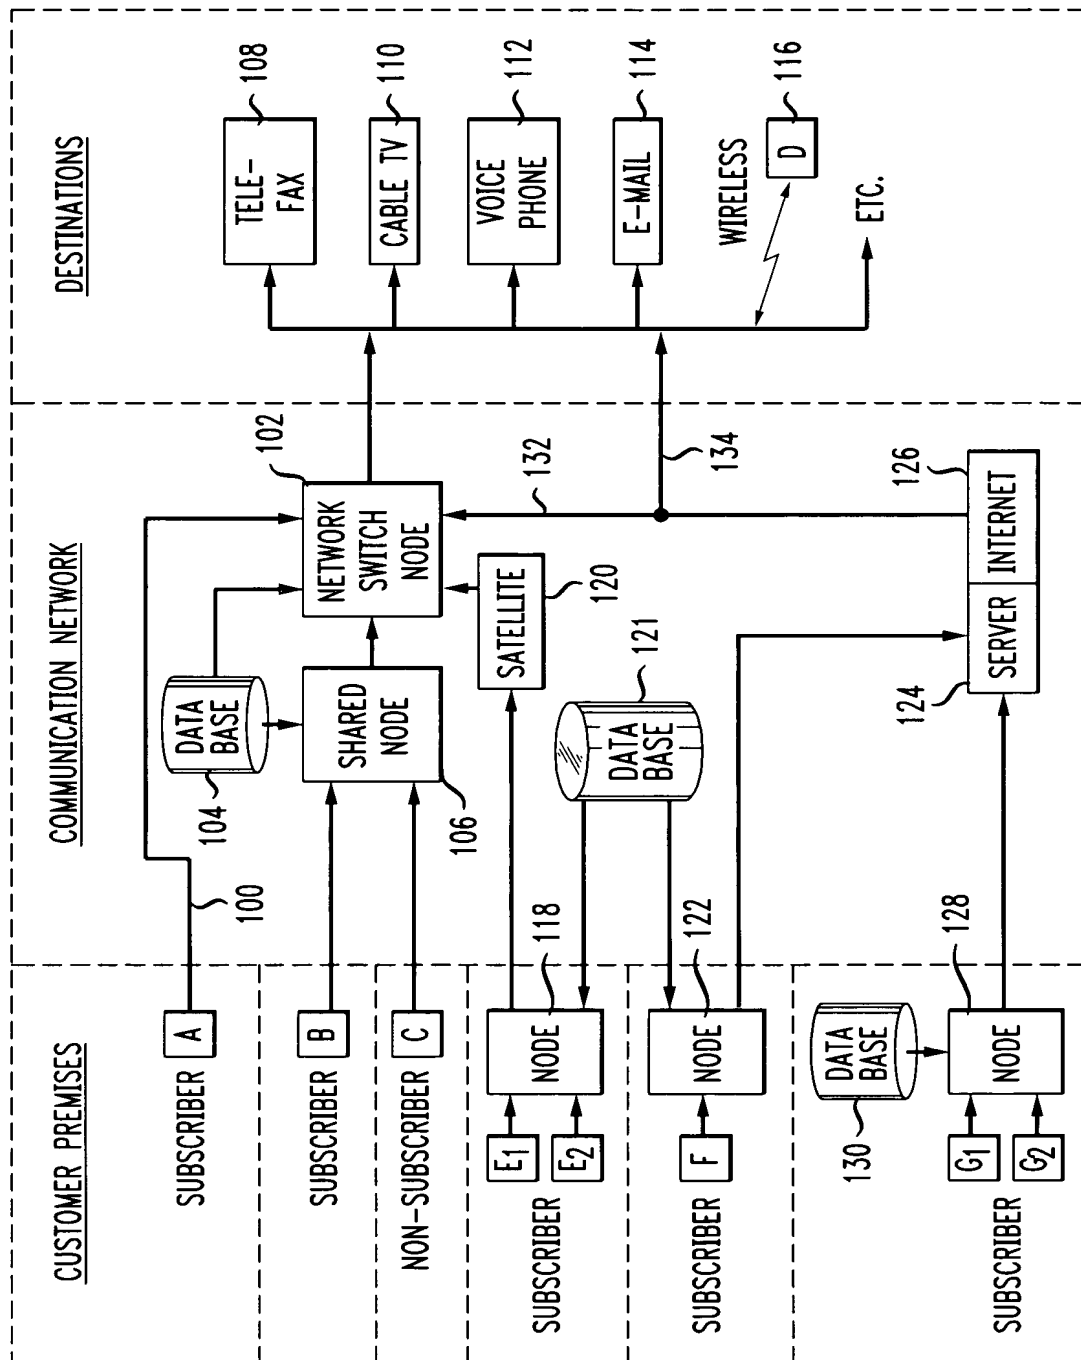 CUSTOMER PREMISES
COMMUNICATION NETWORK
DESTINATIONS
SUBSCRIBER
A
100
SUBSCRIBER
B
NON-SUBSCRIBER
C
SUBSCRIBER
E1
E2
NODE
118
SUBSCRIBER
F
NODE
122
SUBSCRIBER
G1
G2
DATA
BASE
130
NODE
128
DATA
BASE
104
SHARED
NODE
106
NETWORK
SWITCH
NODE
102
SATELLITE
120
DATA
BASE
121
132
134
SERVER
124
INTERNET
126
TELE-
FAX
108
CABLE TV
110
VOICE
PHONE
112
E-MAIL
114
WIRELESS
D
116
ETC.